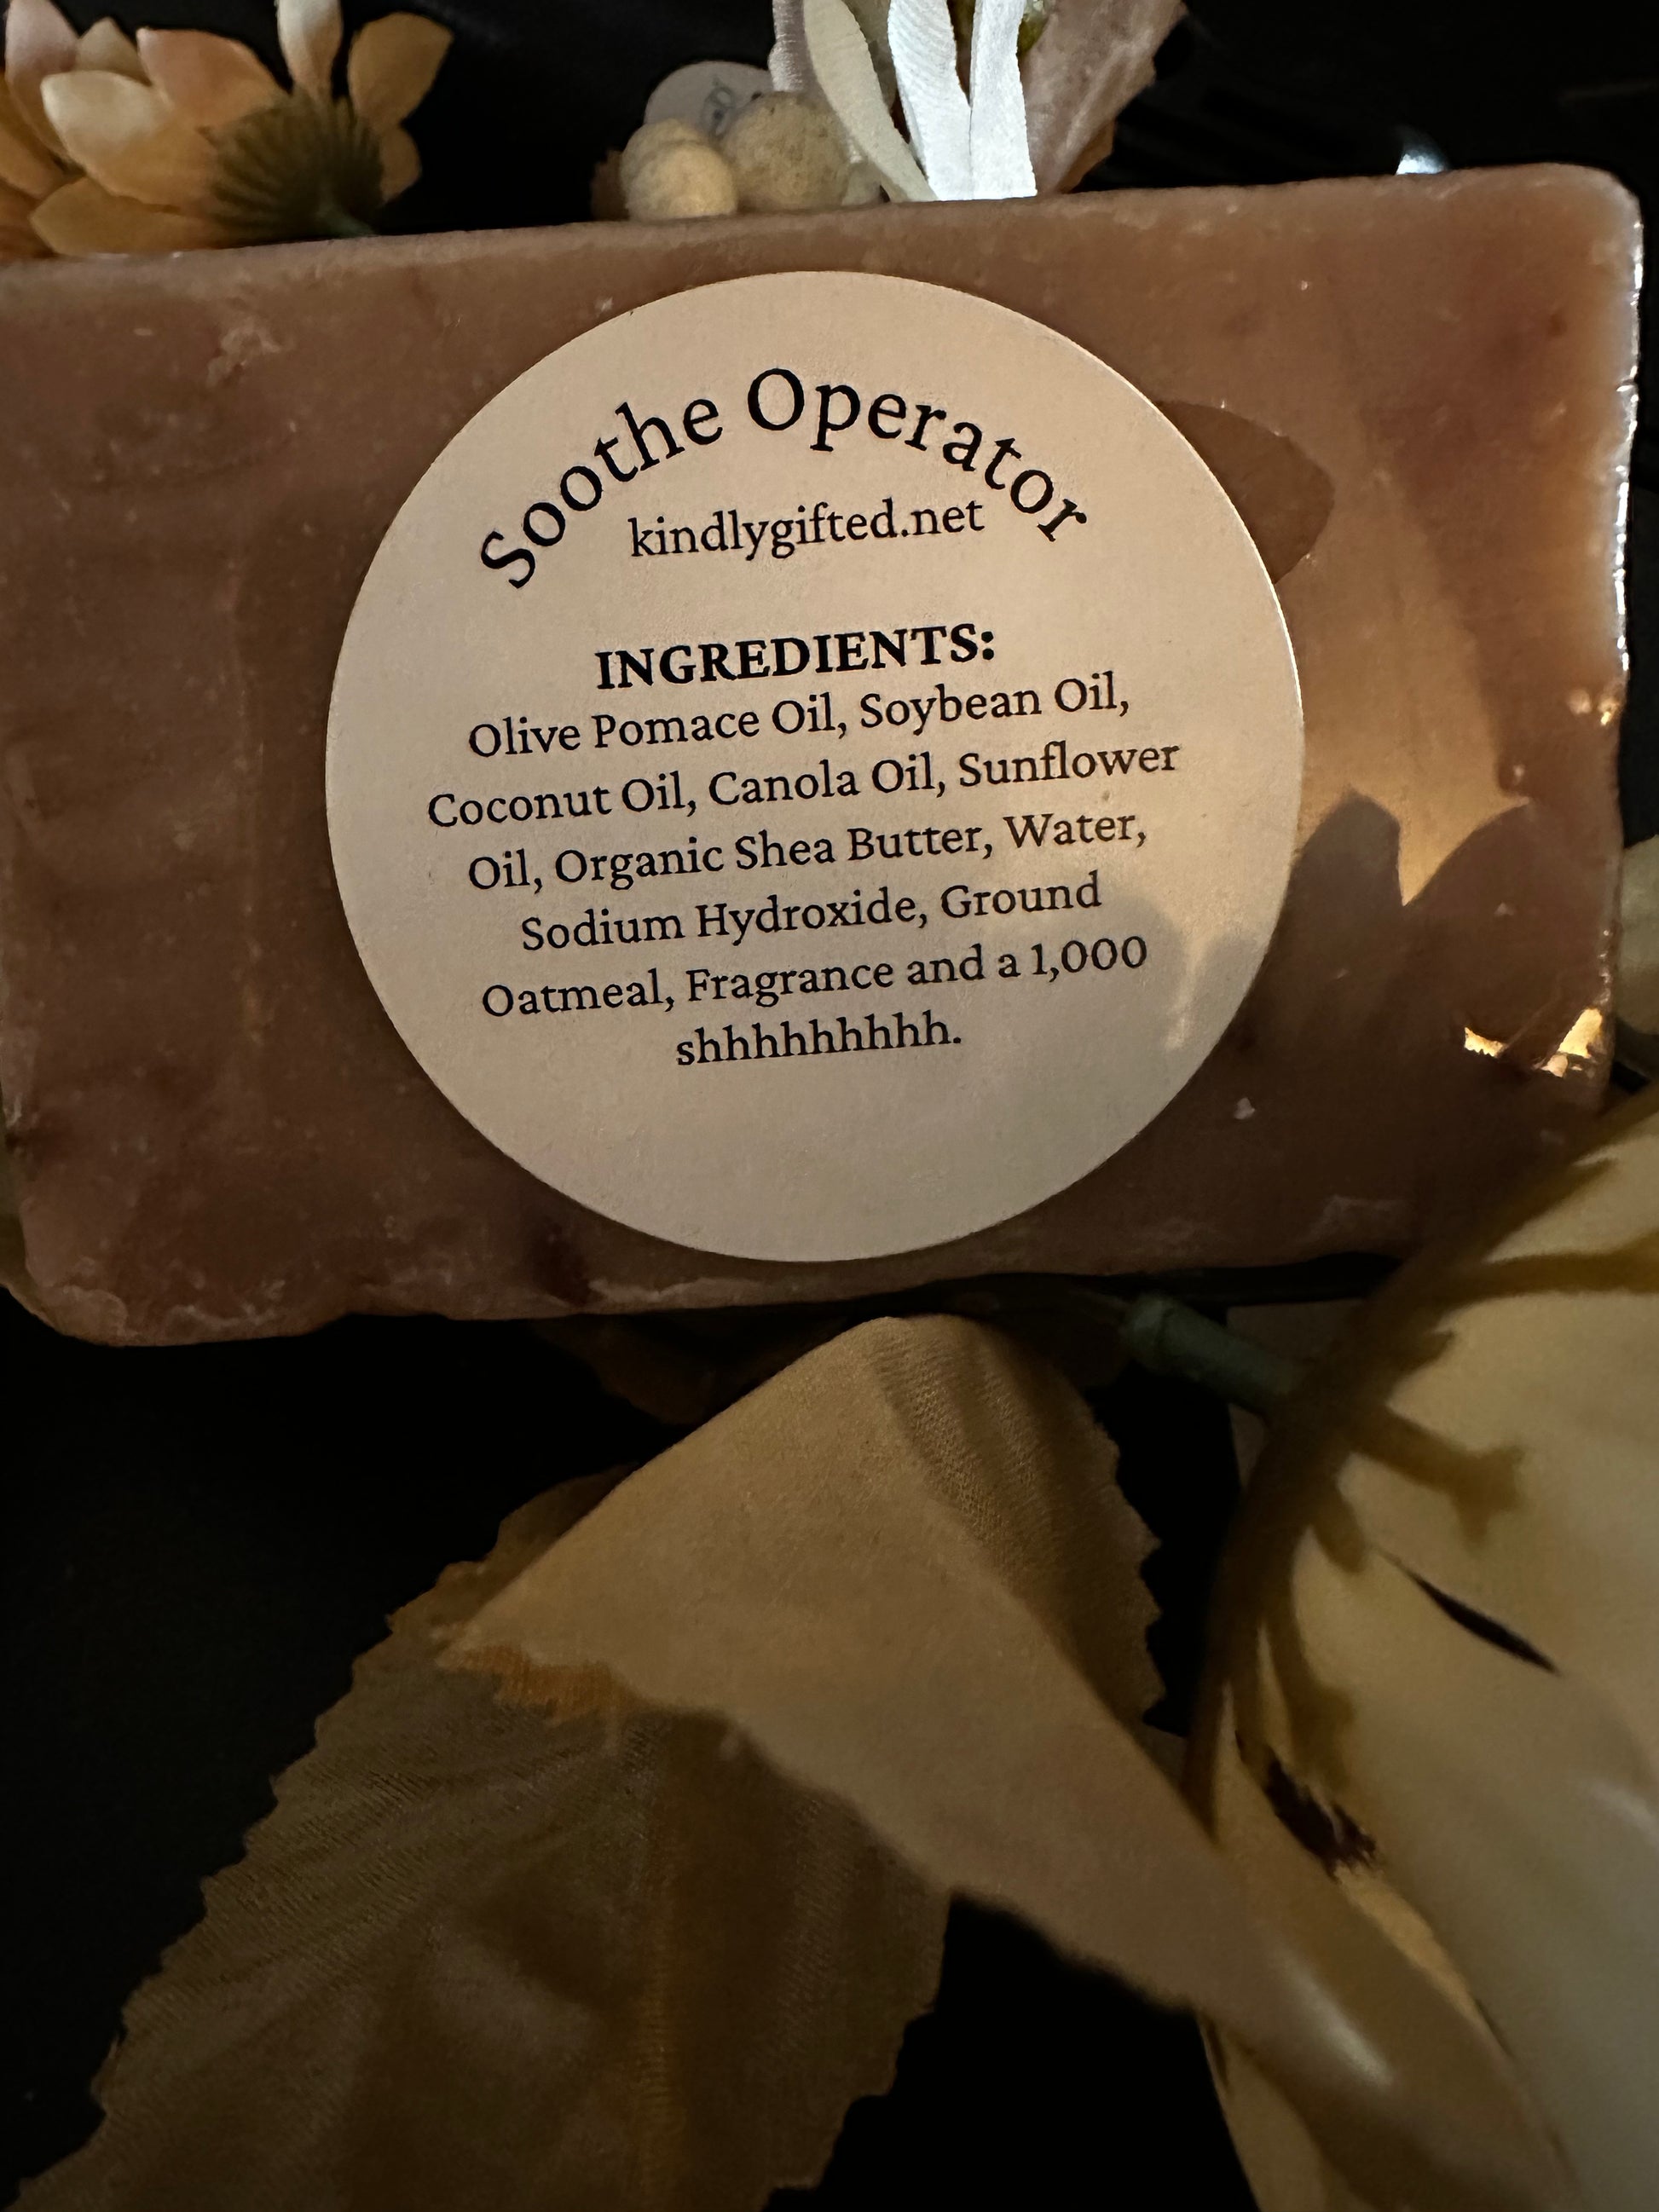 Soothe Operator
kindlygifted.net
INGREDIENTS:
Olive Pomace Oil, Soybean Oil,
Coconut Oil, Canola Oil, Sunflower
Oil, Organic Shea Butter, Water,
Sodium Hydroxide, Ground
Oatmeal, Fragrance and a 1,000
shhhhhhhhh.